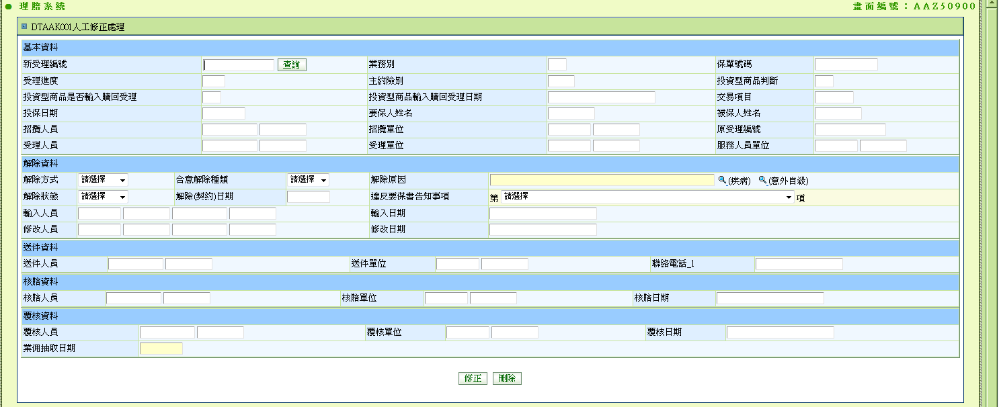 理賠系統 畫面編號：AAZ50900
DTAAK001人工修正處理
基本資料
新受理編號 查詢 業務別 保單號碼
受理進度 主約險別 投資型商品判斷
投資型商品是否輸入贖回受理 投資型商品輸入贖回受理日期 交易項目
投保日期 要保人姓名 被保人姓名
招攬人員 招攬單位 原受理編號
受理人員 受理單位 服務人員單位
解除資料
解除方式 請選擇 合意解除種類 請選擇 解除原因 (疾病) (意外自殺)
解除狀態 請選擇 解除(契約)日期 違反要保書告知事項 第 請選擇 項
輸入人員 輸入日期
修改人員 修改日期
送件資料
送件人員 送件單位 聯絡電話_1
核賠資料
核賠人員 核賠單位 核賠日期
覆核資料
覆核人員 覆核單位 覆核日期
業佣抽取日期
修正 刪除